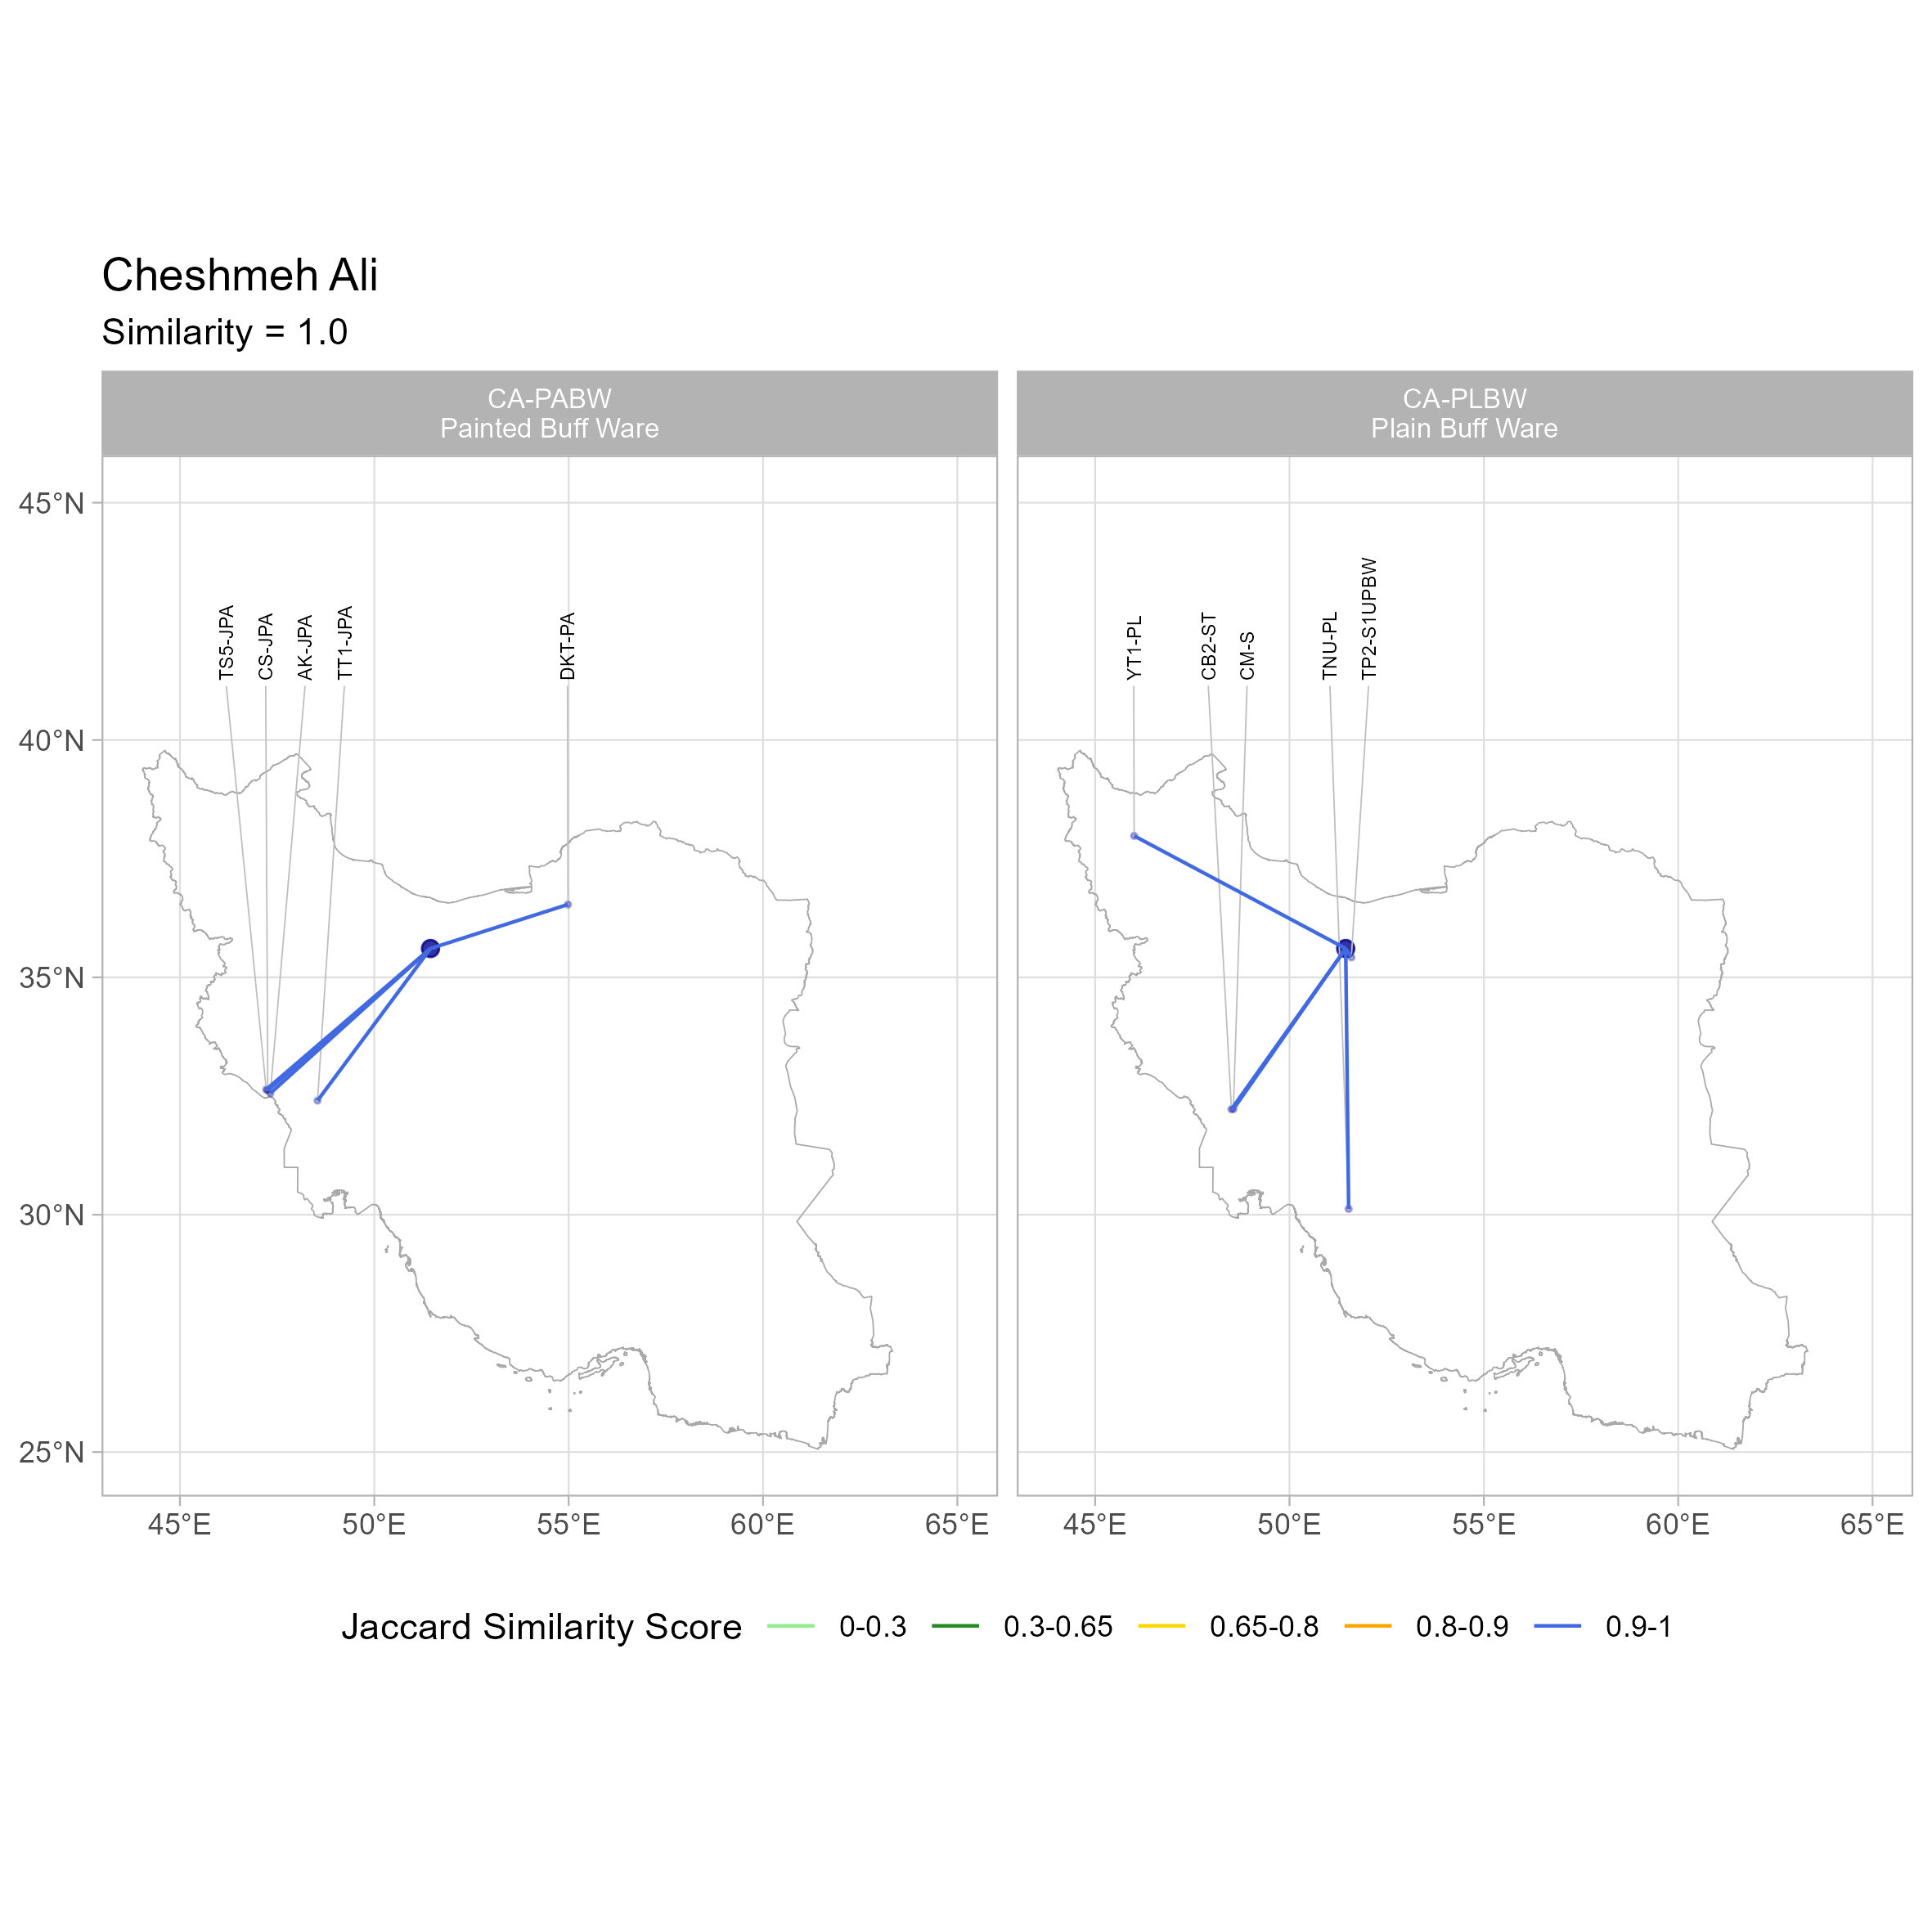 Cheshmeh Ali
Similarity = 1.0
CA-PABW
Painted Buff Ware
CA-PLBW
Plain Buff Ware
45°N
40°N
35°N
30°N
25°N
TS5-JPA
CS-JPA
AK-JPA
TT1-JPA
DKT-PA
YT1-PL
CB2-ST
CM-S
TNU-PL
TP2-S1UPBW
45°E 50°E 55°E 60°E 65°E
45°E 50°E 55°E 60°E 65°E
Jaccard Similarity Score 0-0.3 0.3-0.65 0.65-0.8 0.8-0.9 0.9-1